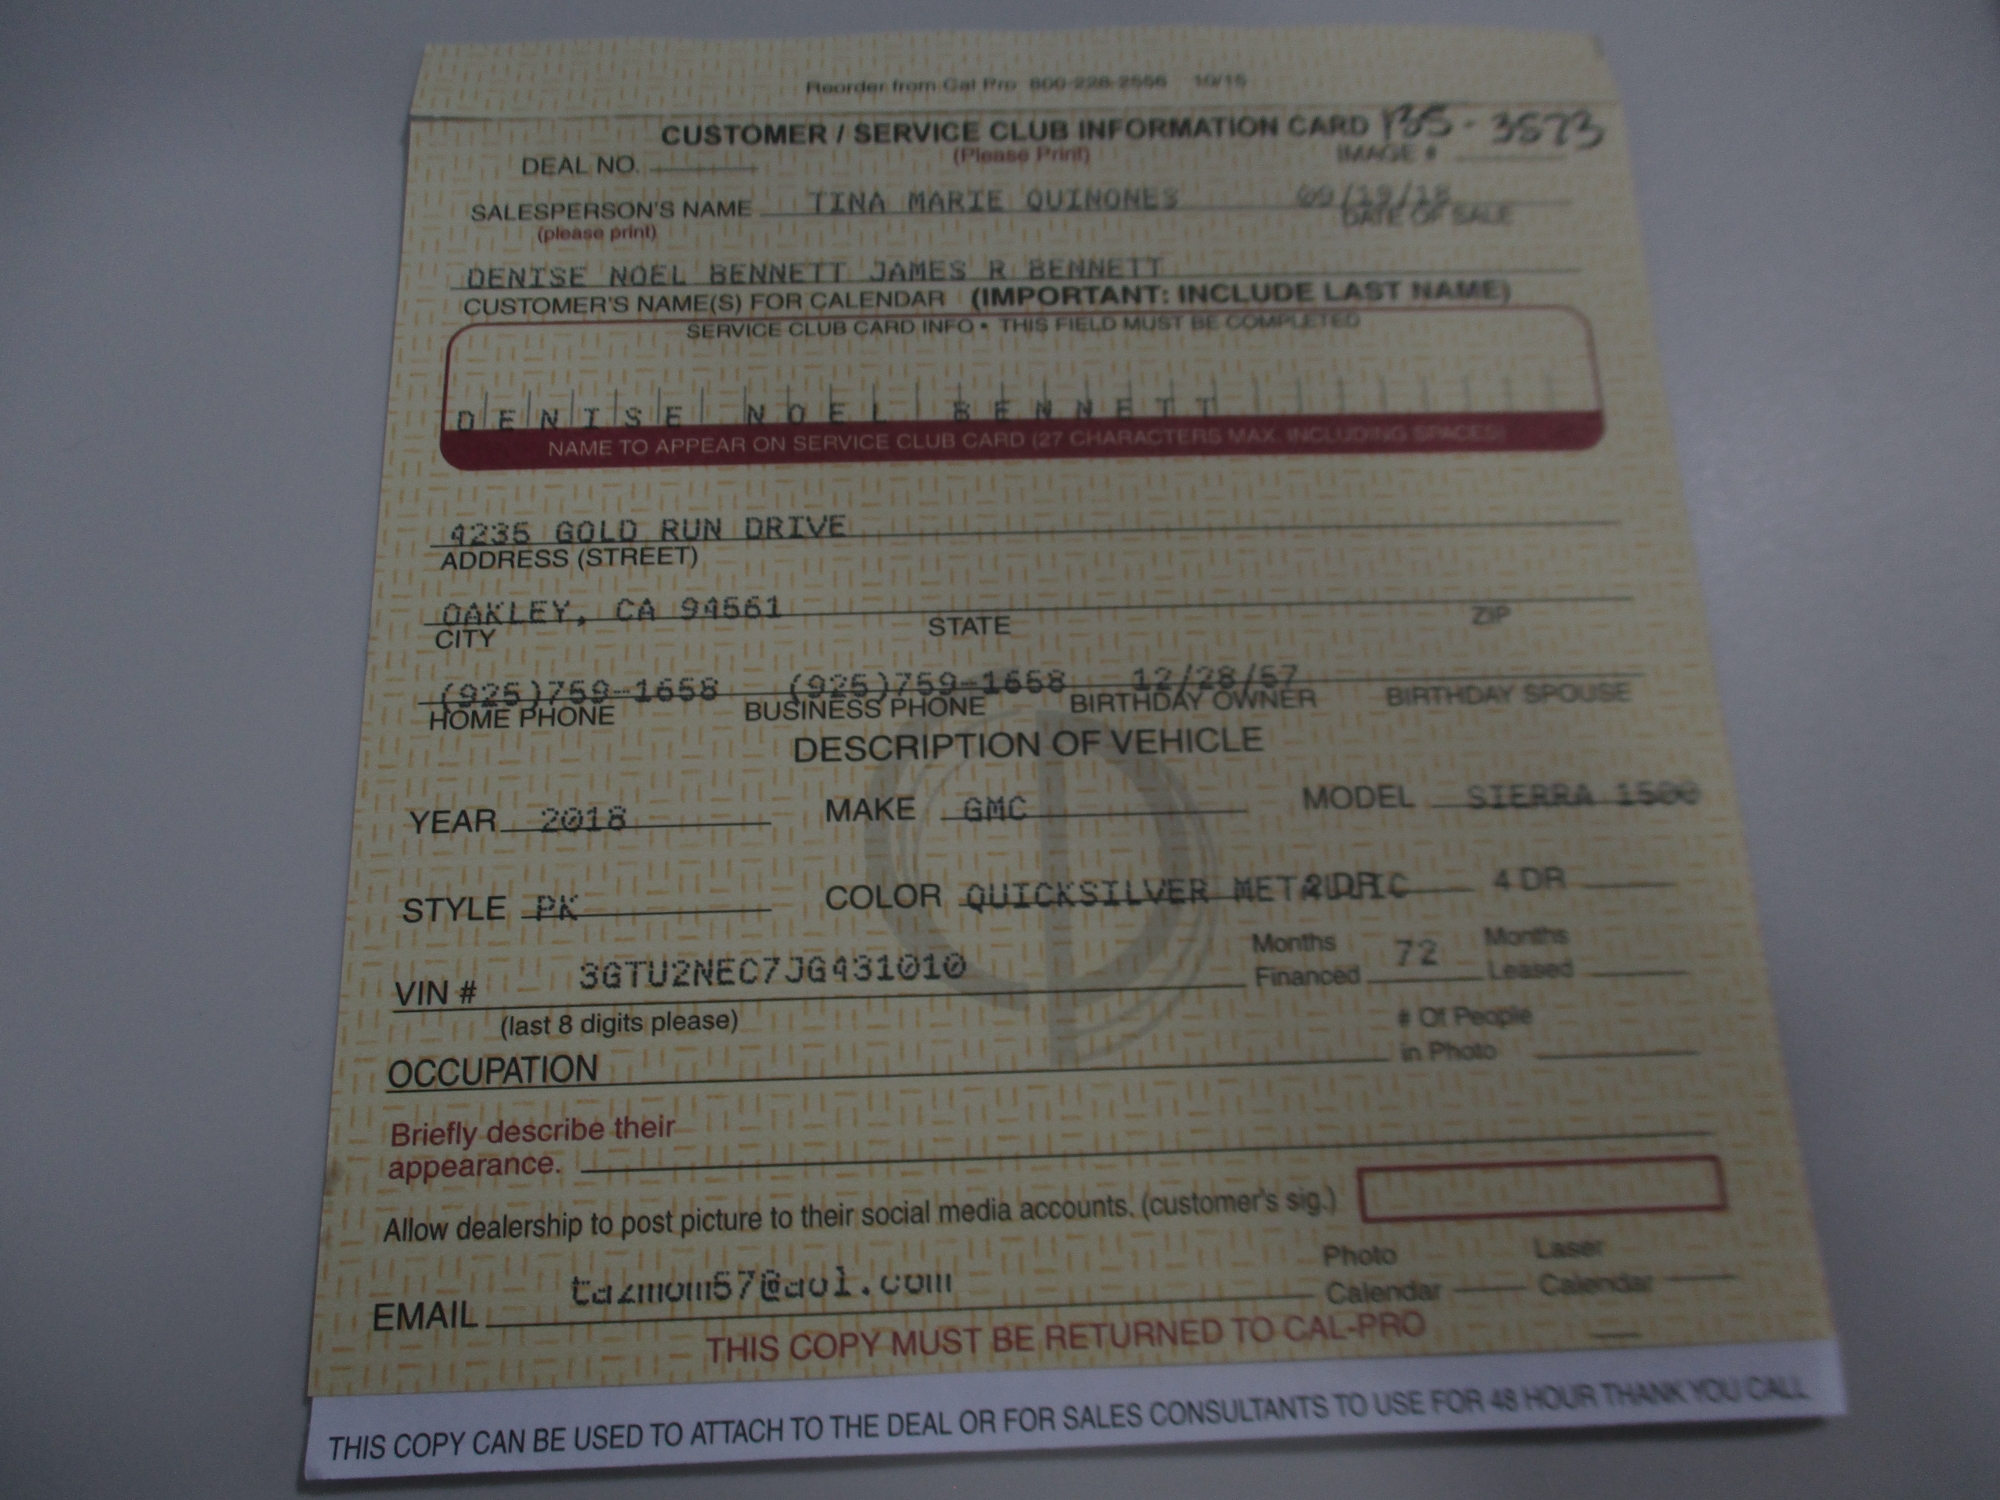 Reorder from Cal Pro 800-228-2556 10/15
CUSTOMER / SERVICE CLUB INFORMATION CARD 135-3573
DEAL NO. (Please Print) IMAGE #
SALESPERSON'S NAME TINA MARIE QUINONES 09/19/18
(please print) DATE OF SALE
DENISE NOEL BENNETT JAMES R BENNETT
CUSTOMER'S NAME(S) FOR CALENDAR (IMPORTANT: INCLUDE LAST NAME)
SERVICE CLUB CARD INFO • THIS FIELD MUST BE COMPLETED
DENISE NOEL BENNETT
NAME TO APPEAR ON SERVICE CLUB CARD (27 CHARACTERS MAX. INCLUDING SPACES)
4235 GOLD RUN DRIVE
ADDRESS (STREET)
OAKLEY, CA 94561
CITY STATE ZIP
(925)759-1658 (925)759-1658 12/28/57
HOME PHONE BUSINESS PHONE BIRTHDAY OWNER BIRTHDAY SPOUSE
DESCRIPTION OF VEHICLE
YEAR 2018 MAKE GMC MODEL SIERRA 1500
STYLE PK COLOR QUICKSILVER METALLIC 2 DR 4 DR
VIN # 3GTU2NEC7JG431010 Months Financed 72 Months Leased
(last 8 digits please)
OCCUPATION # Of People in Photo
Briefly describe their
appearance.
Allow dealership to post picture to their social media accounts. (customer's sig.)
EMAIL tazmom57@aol.com Photo Calendar Laser Calendar
THIS COPY MUST BE RETURNED TO CAL-PRO
THIS COPY CAN BE USED TO ATTACH TO THE DEAL OR FOR SALES CONSULTANTS TO USE FOR 48 HOUR THANK YOU CALL